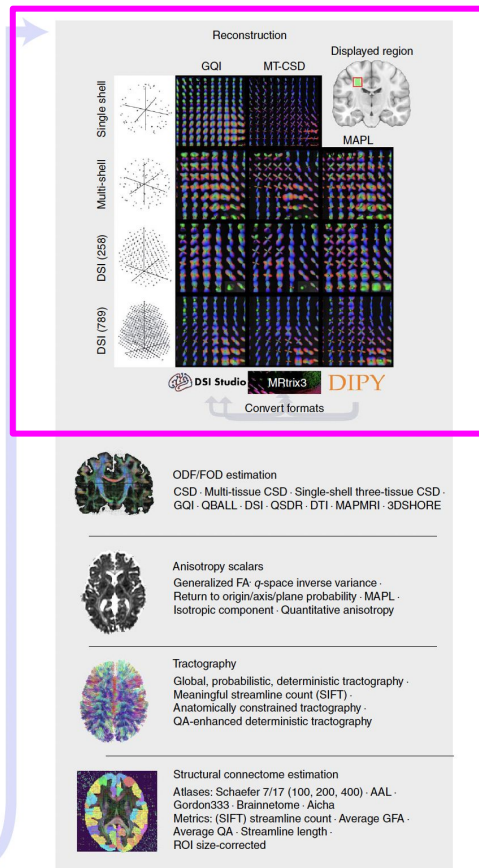 Reconstruction
Displayed region
GQI
MT-CSD
MAPL
Single shell
Multi-shell
DSI (258)
DSI (789)
DSI Studio
MRtrix3
DIPY
Convert formats
ODF/FOD estimation
CSD · Multi-tissue CSD · Single-shell three-tissue CSD ·
GQI · QBALL · DSI · QSDR · DTI · MAPMRI · 3DSHORE
Anisotropy scalars
Generalized FA · q-space inverse variance ·
Return to origin/axis/plane probability · MAPL ·
Isotropic component · Quantitative anisotropy
Tractography
Global, probabilistic, deterministic tractography ·
Meaningful streamline count (SIFT) ·
Anatomically constrained tractography ·
QA-enhanced deterministic tractography
Structural connectome estimation
Atlases: Schaefer 7/17 (100, 200, 400) · AAL ·
Gordon333 · Brainnetome · Aicha
Metrics: (SIFT) streamline count · Average GFA ·
Average QA · Streamline length ·
ROI size-corrected